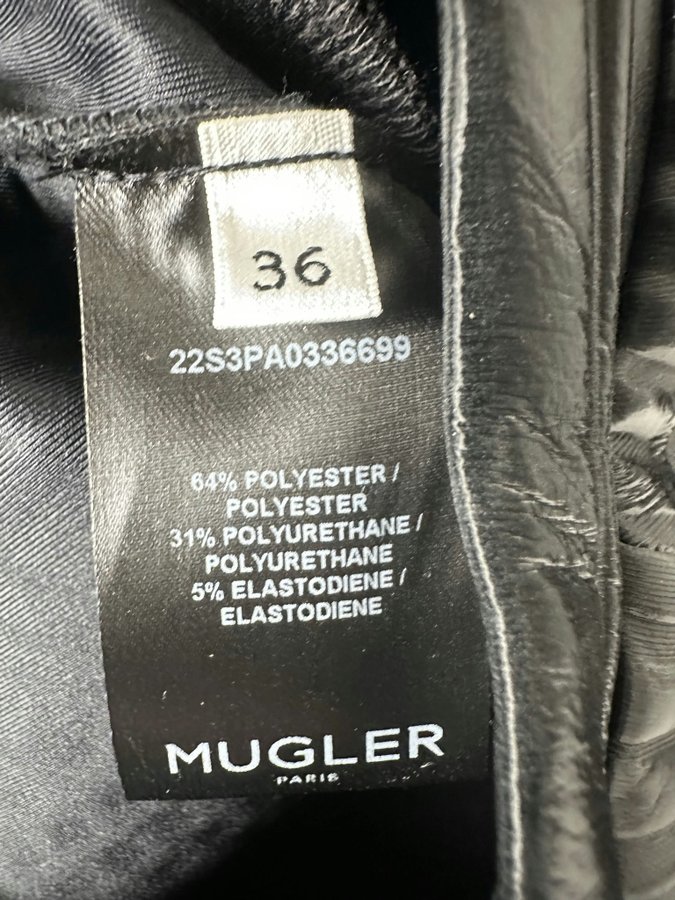 36
22S3PA0336699
64% POLYESTER /
POLYESTER
31% POLYURETHANE /
POLYURETHANE
5% ELASTODIENE /
ELASTODIENE
MUGLER
PARIS